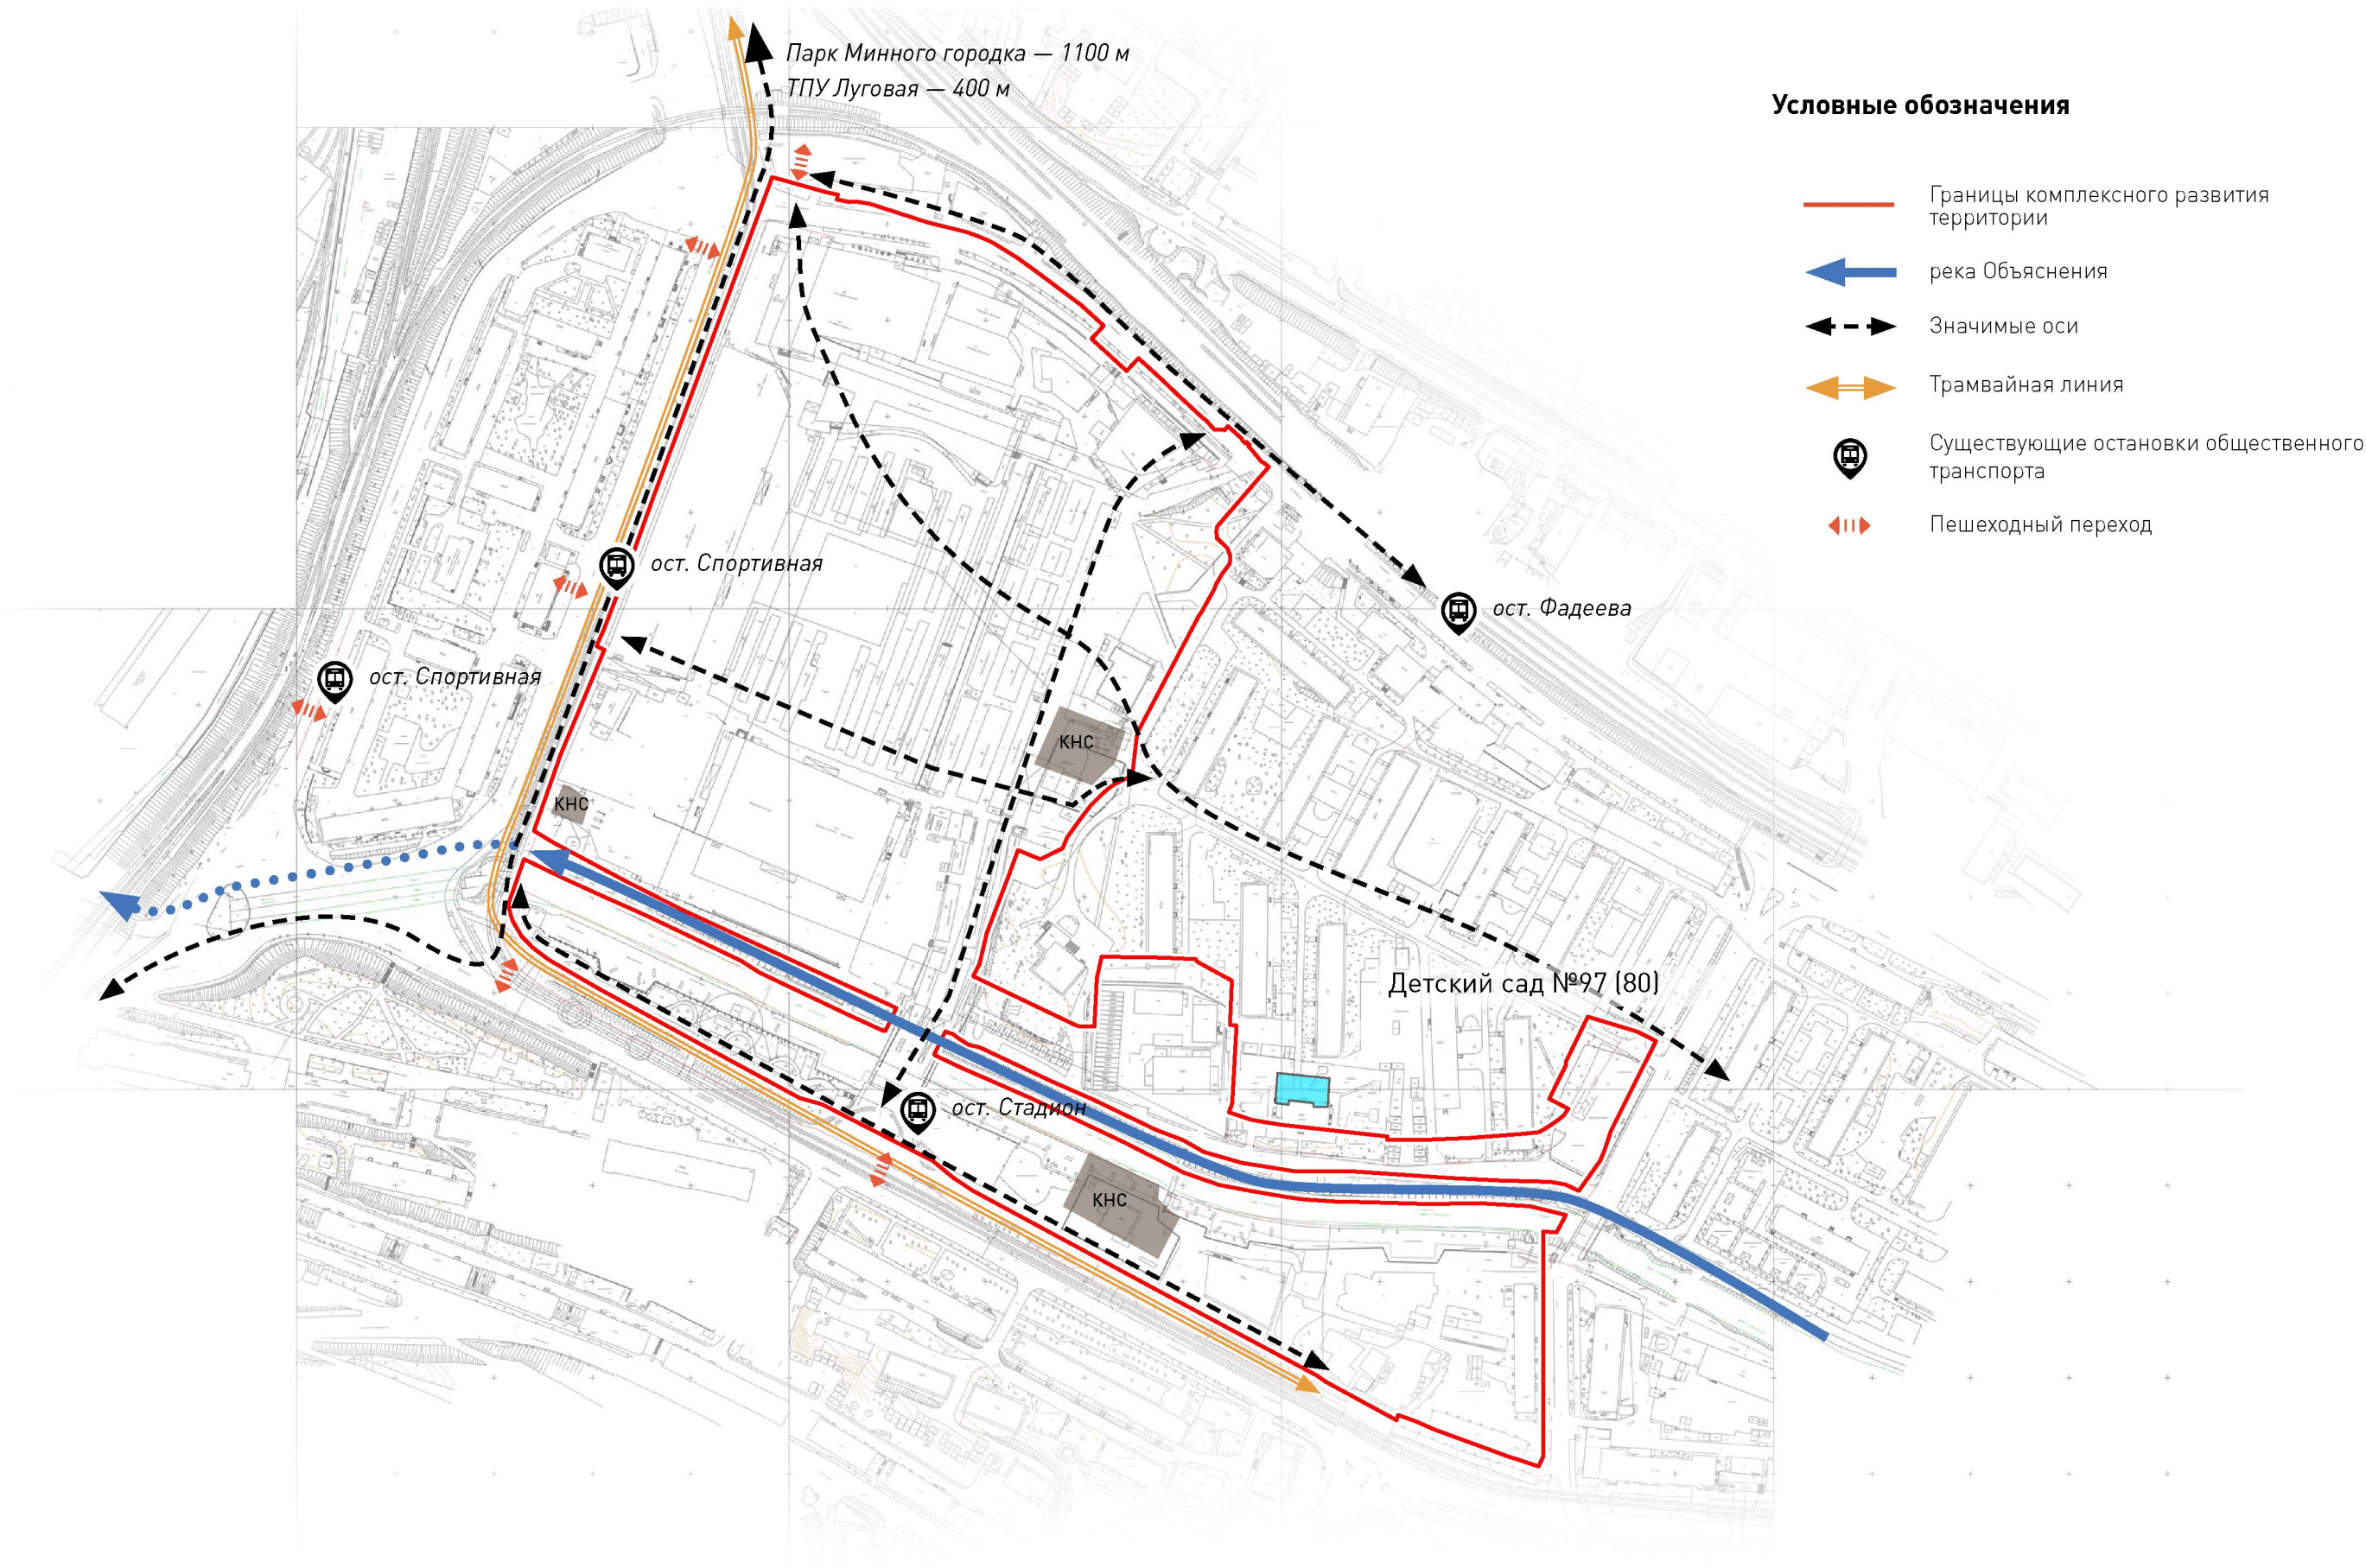 Парк Минного городка — 1100 м
ТПУ Луговая — 400 м
Условные обозначения
Границы комплексного развития
территории
река Объяснения
Значимые оси
Трамвайная линия
Существующие остановки общественного
транспорта
Пешеходный переход
ост. Спортивная
ост. Фадеева
ост. Спортивная
КНС
КНС
Детский сад №97 (80)
ост. Стадион
КНС